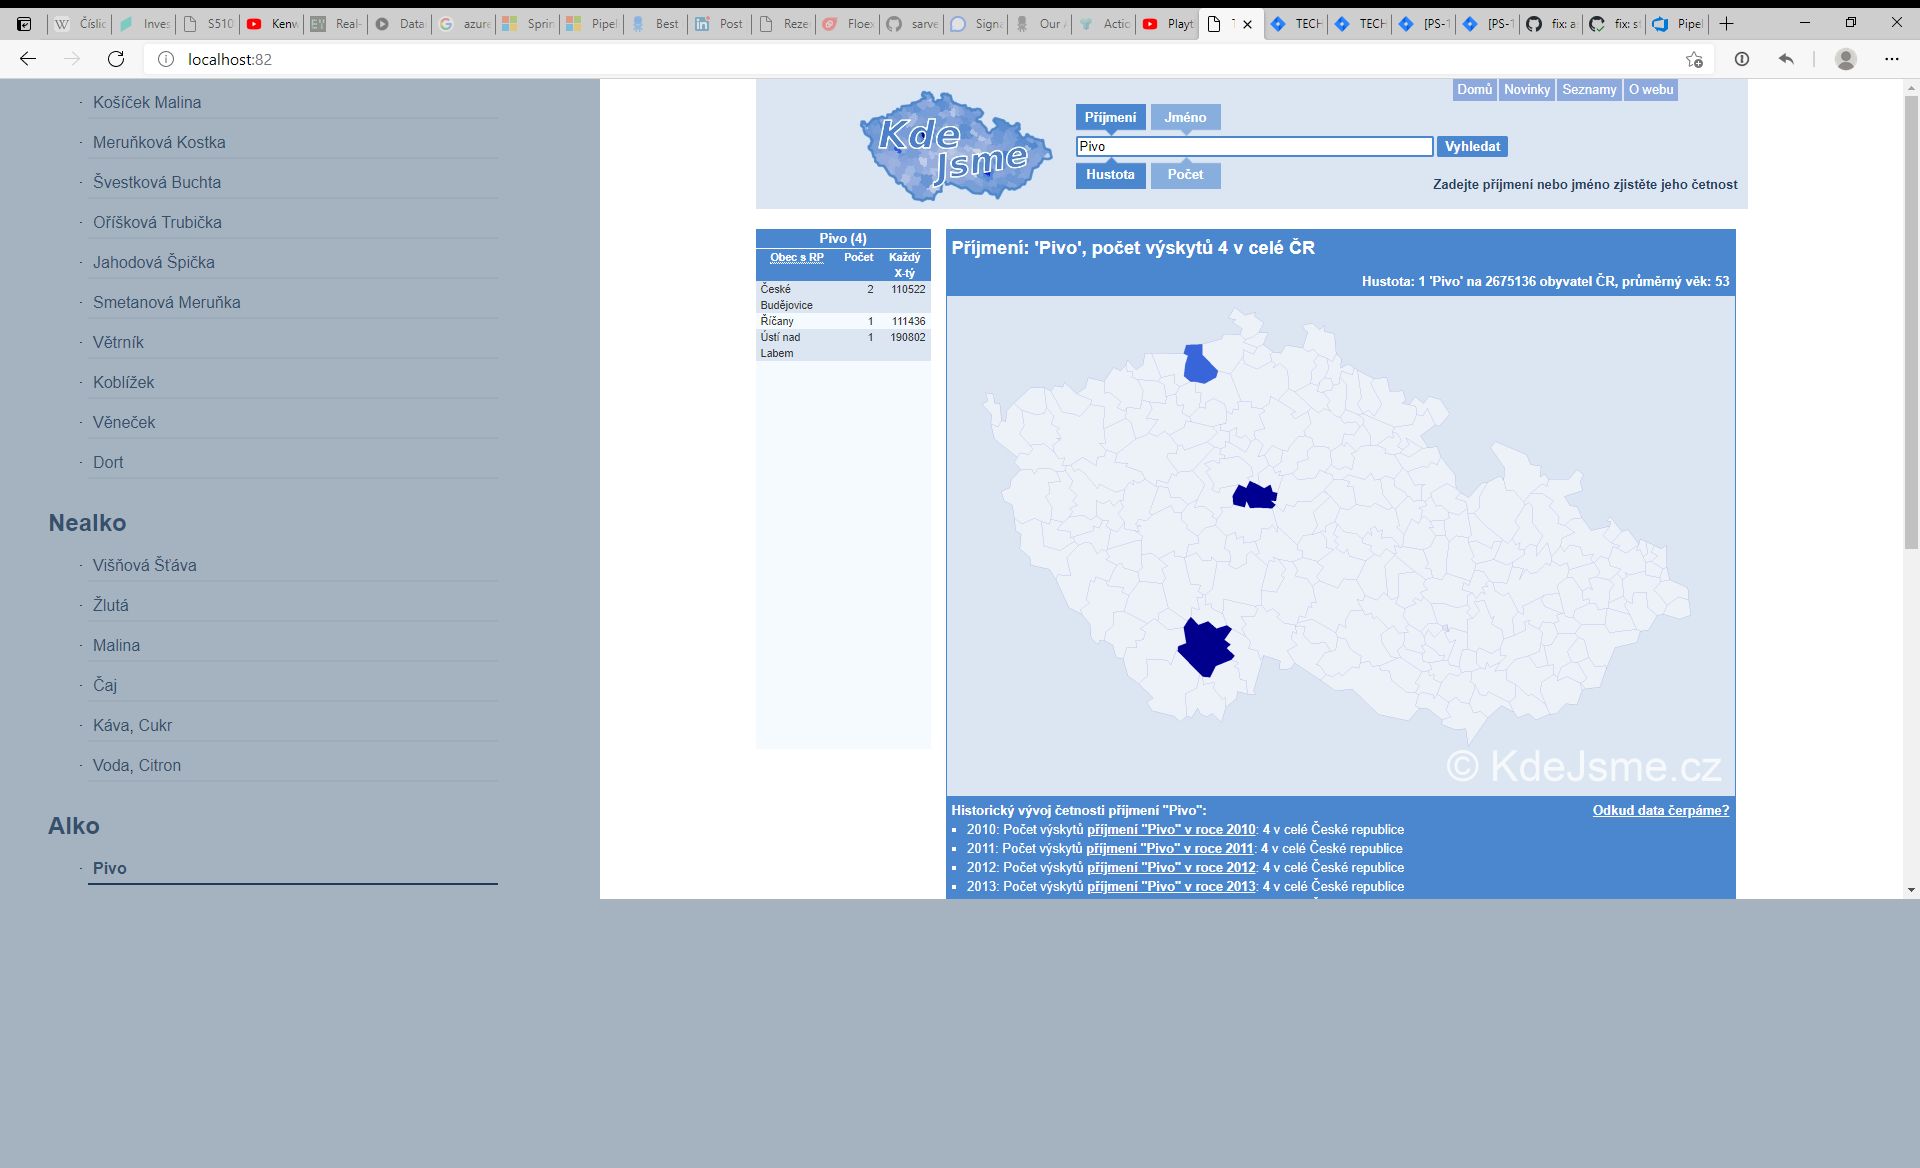 Číslic
Inves
S510
Kenw
Real-
Data
azure
Sprin
Pipel
Best
Post
Reze
Floex
sarve
Signa
Our A
Actio
Playt
T
TECH
TECH
[PS-1
[PS-1
fix: a
fix: s
Pipel
localhost:82
Košíček Malina
Meruňková Kostka
Švestková Buchta
Oříšková Trubička
Jahodová Špička
Smetanová Meruňka
Větrník
Koblížek
Věneček
Dort
Nealko
Višňová Šťáva
Žlutá
Malina
Čaj
Káva, Cukr
Voda, Citron
Alko
Pivo
Domů Novinky Seznamy O webu
Kde
Jsme
Příjmení Jméno
Pivo Vyhledat
Hustota Počet
Zadejte příjmení nebo jméno zjistěte jeho četnost
Pivo (4)
Obec s RP Počet Každý
X-tý
České 2 110522
Budějovice
Říčany 1 111436
Ústí nad 1 190802
Labem
Příjmení: 'Pivo', počet výskytů 4 v celé ČR
Hustota: 1 'Pivo' na 2675136 obyvatel ČR, průměrný věk: 53
© KdeJsme.cz
Historický vývoj četnosti příjmení "Pivo": Odkud data čerpáme?
2010: Počet výskytů příjmení "Pivo" v roce 2010: 4 v celé České republice
2011: Počet výskytů příjmení "Pivo" v roce 2011: 4 v celé České republice
2012: Počet výskytů příjmení "Pivo" v roce 2012: 4 v celé České republice
2013: Počet výskytů příjmení "Pivo" v roce 2013: 4 v celé České republice